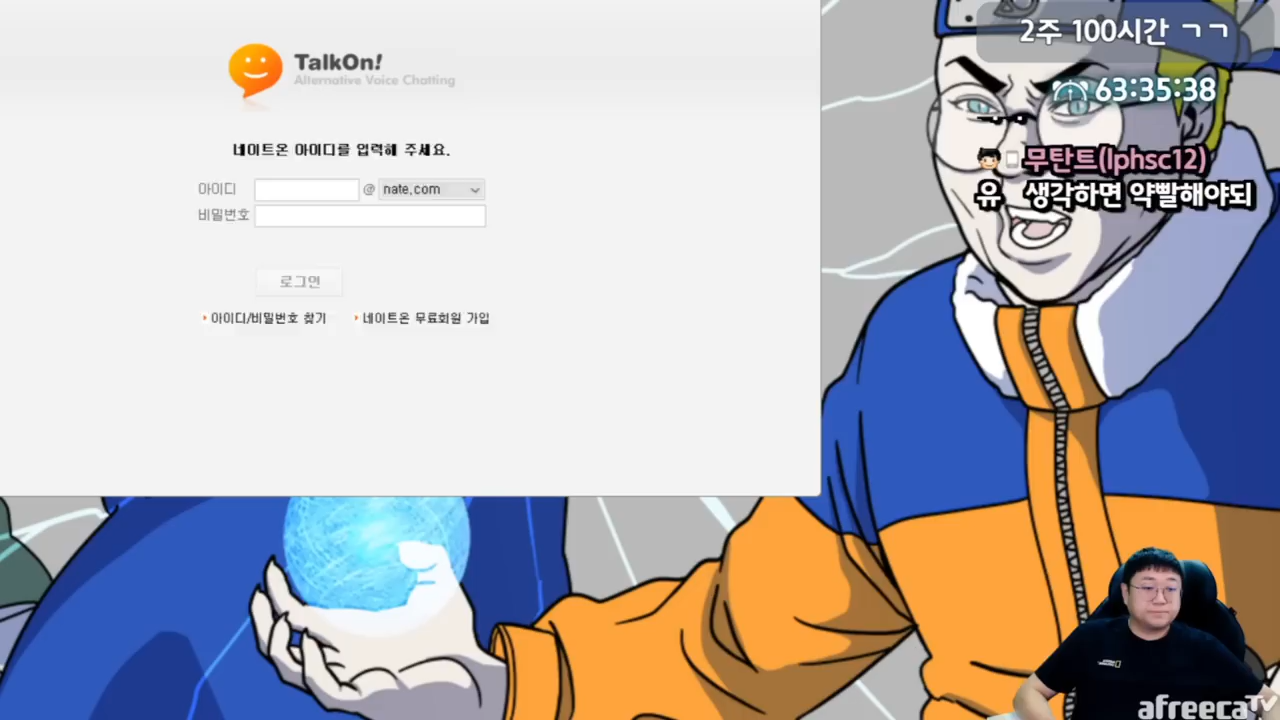 TalkOn!
Alternative Voice Chatting
네이트온 아이디를 입력해 주세요.
아이디 @ nate.com
비밀번호
로그인
아이디/비밀번호 찾기 네이트온 무료회원 가입
2주 100시간 ㄱㄱ
63:35:38
무탄트(lphsc12)
유 생각하면 약빨해야되
afreecaTV